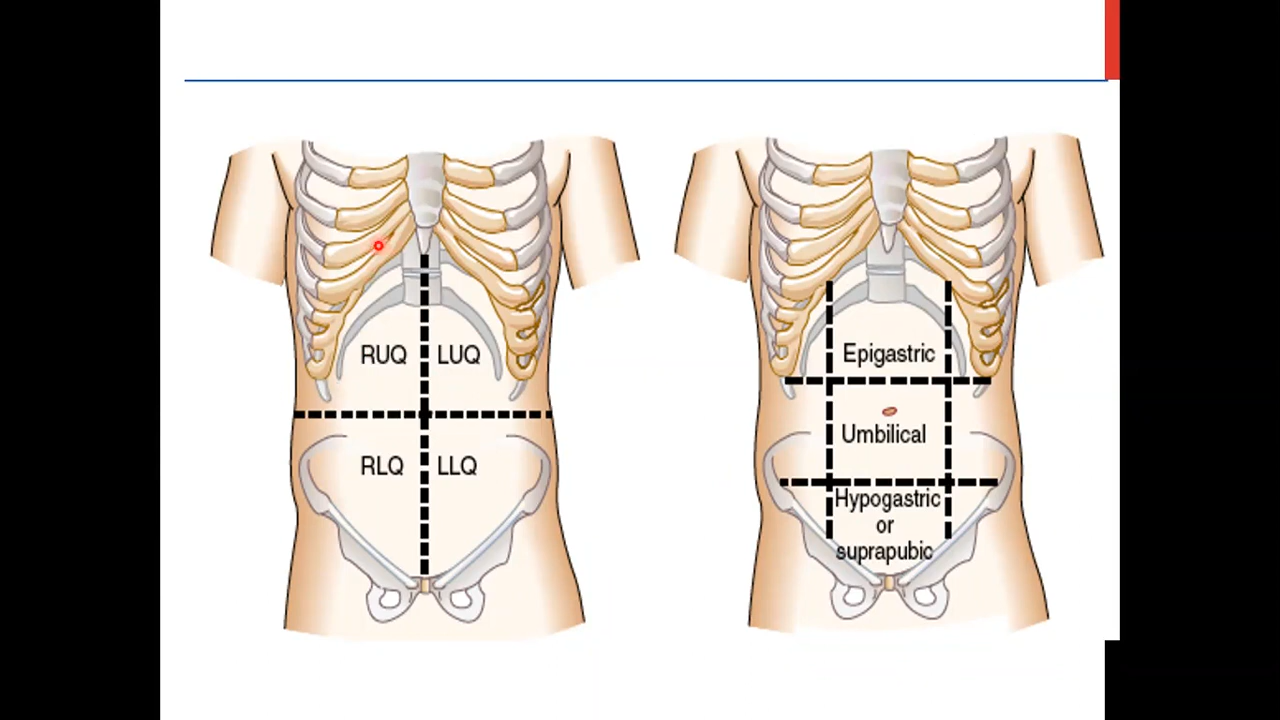 RUQ LUQ
RLQ LLQ
Epigastric
Umbilical
Hypogastric
or
suprapubic